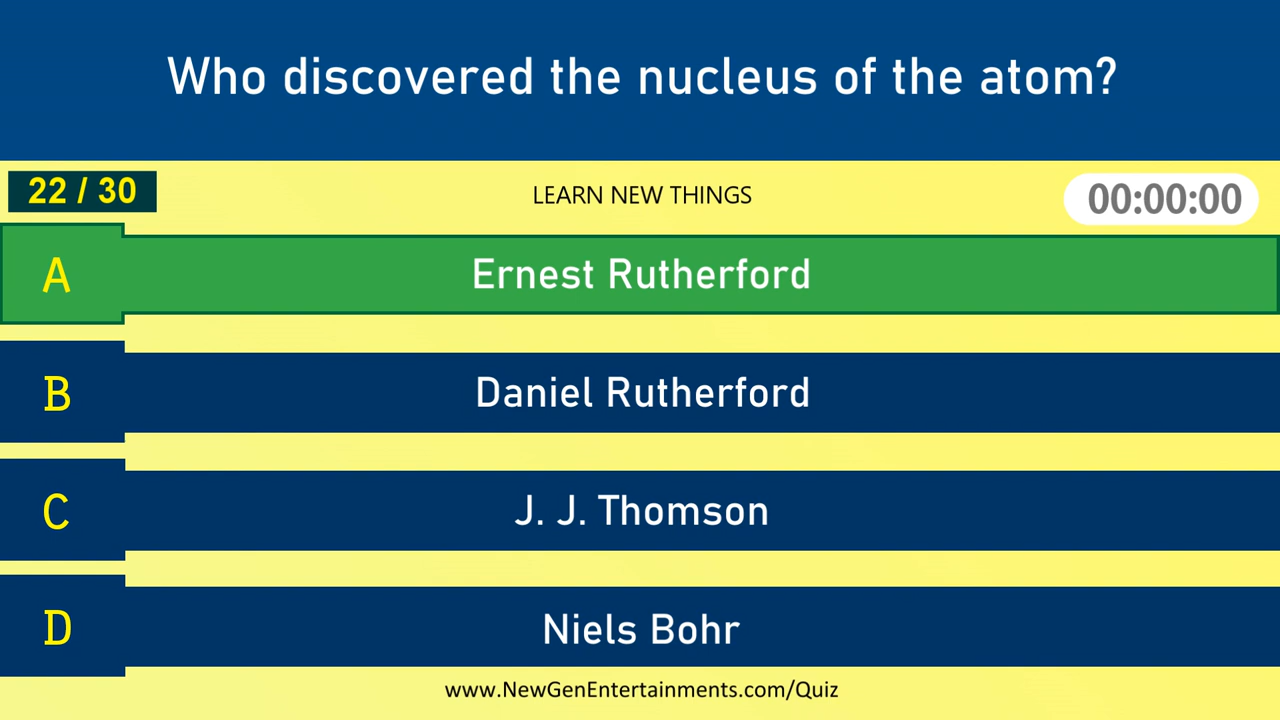 Who discovered the nucleus of the atom?
22 / 30
LEARN NEW THINGS
00:00:00
A
Ernest Rutherford
B
Daniel Rutherford
C
J. J. Thomson
D
Niels Bohr
www.NewGenEntertainments.com/Quiz